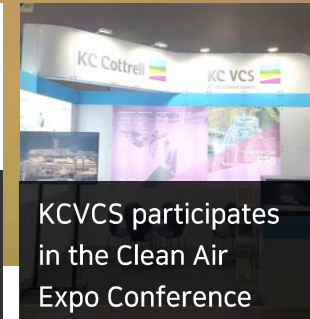 KC Cottrell
KC VCS
KCVCS participates
in the Clean Air
Expo Conference